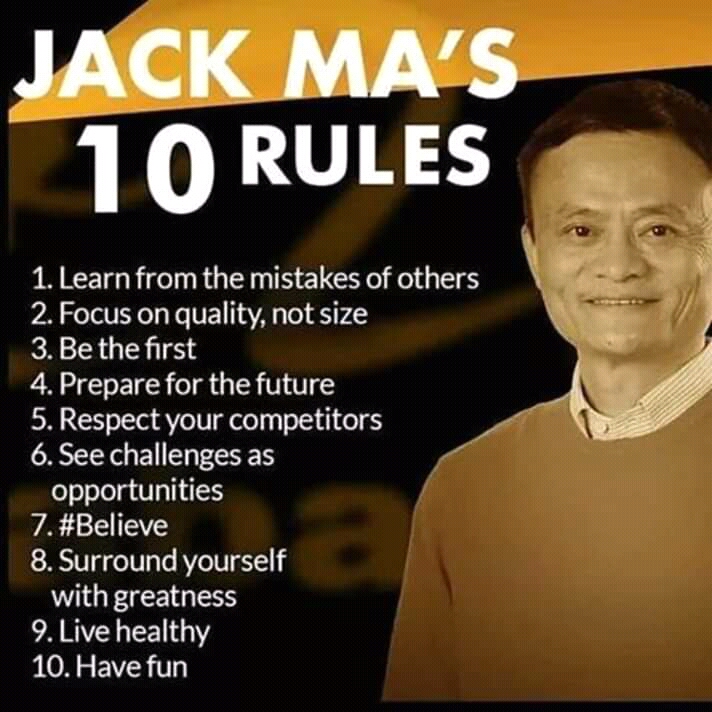 JACK MA'S
10 RULES
1. Learn from the mistakes of others
2. Focus on quality, not size
3. Be the first
4. Prepare for the future
5. Respect your competitors
6. See challenges as
opportunities
7. #Believe
8. Surround yourself
with greatness
9. Live healthy
10. Have fun